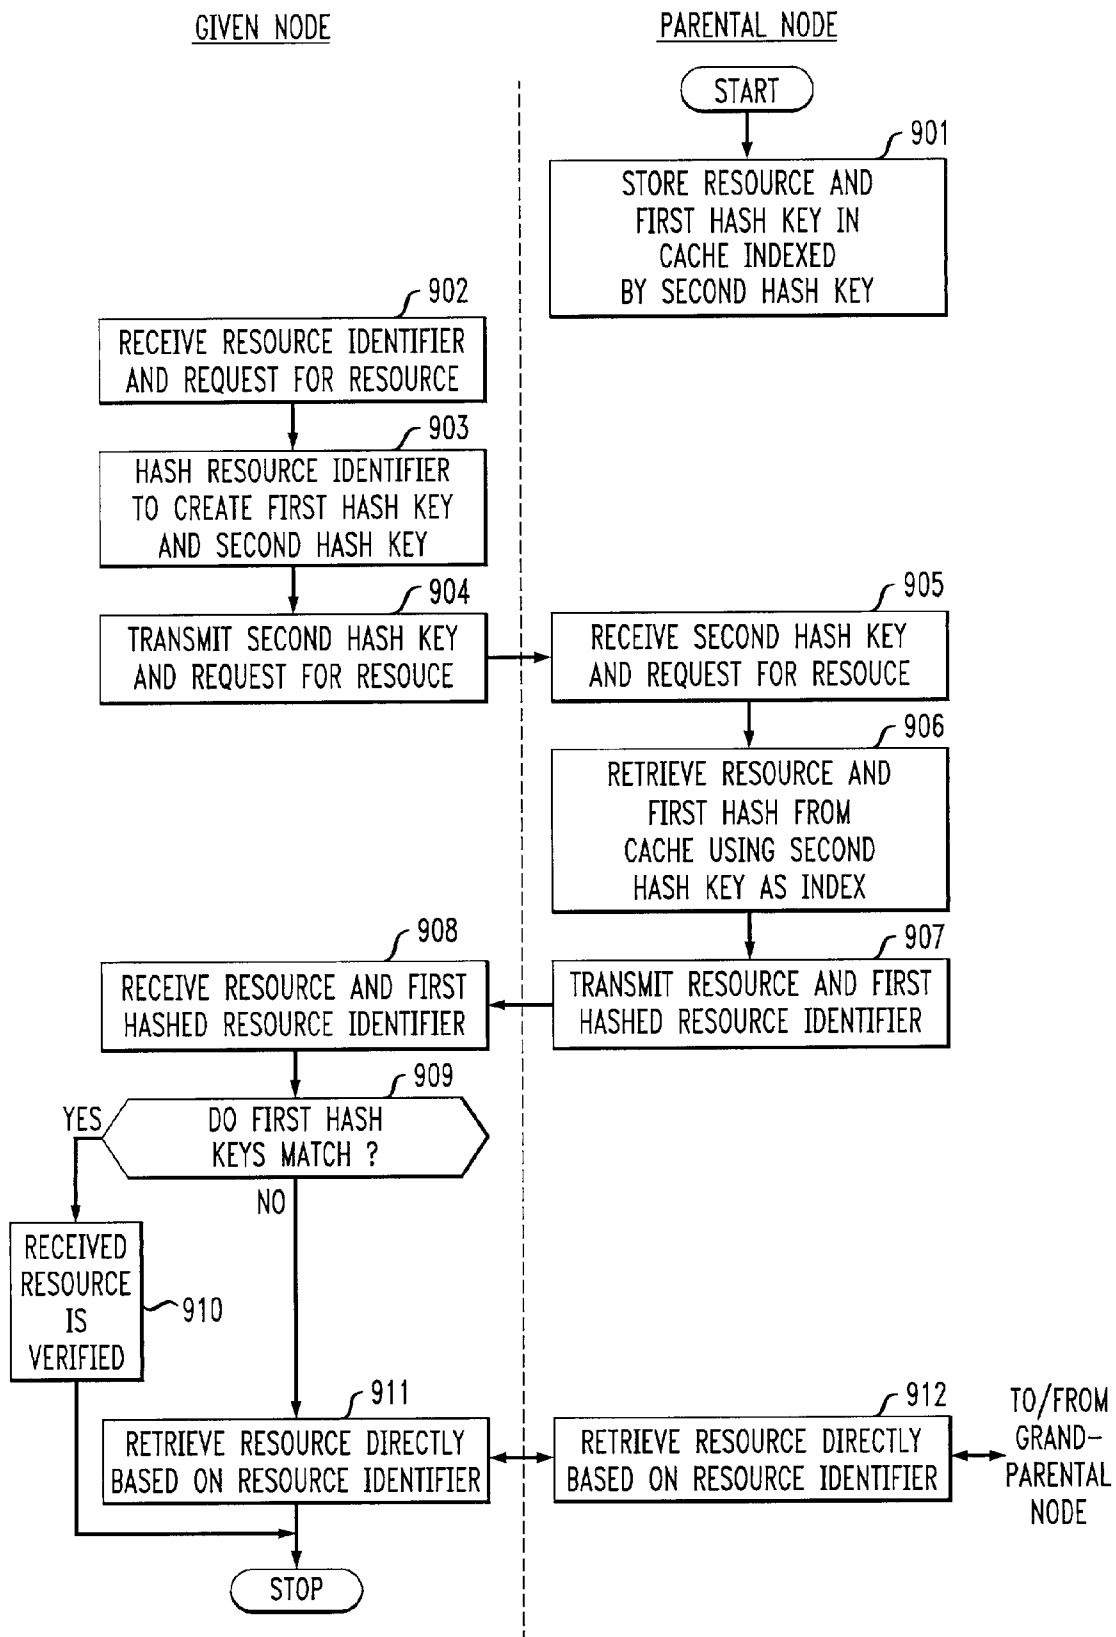 GIVEN NODE
PARENTAL NODE
START
901
STORE RESOURCE AND
FIRST HASH KEY IN
CACHE INDEXED
BY SECOND HASH KEY
902
RECEIVE RESOURCE IDENTIFIER
AND REQUEST FOR RESOURCE
903
HASH RESOURCE IDENTIFIER
TO CREATE FIRST HASH KEY
AND SECOND HASH KEY
904
TRANSMIT SECOND HASH KEY
AND REQUEST FOR RESOUCE
905
RECEIVE SECOND HASH KEY
AND REQUEST FOR RESOUCE
906
RETRIEVE RESOURCE AND
FIRST HASH FROM
CACHE USING SECOND
HASH KEY AS INDEX
907
TRANSMIT RESOURCE AND FIRST
HASHED RESOURCE IDENTIFIER
908
RECEIVE RESOURCE AND FIRST
HASHED RESOURCE IDENTIFIER
909
DO FIRST HASH
KEYS MATCH ?
YES
NO
RECEIVED
RESOURCE
IS
VERIFIED
910
911
RETRIEVE RESOURCE DIRECTLY
BASED ON RESOURCE IDENTIFIER
912
RETRIEVE RESOURCE DIRECTLY
BASED ON RESOURCE IDENTIFIER
TO/FROM
GRAND-
PARENTAL
NODE
STOP